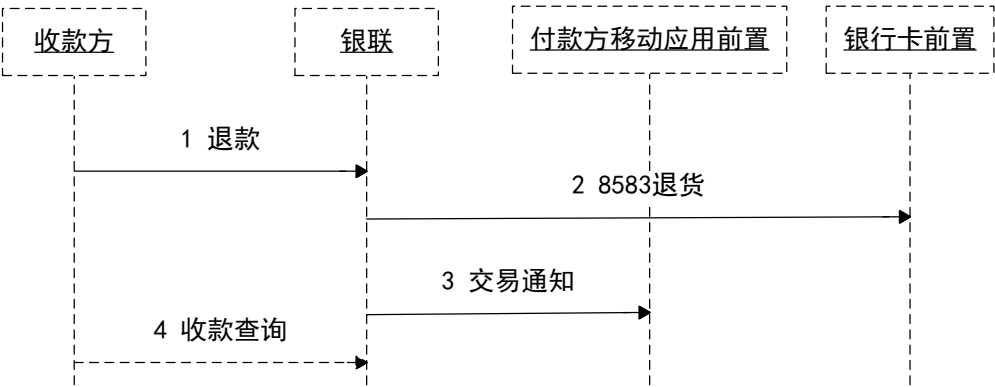 收款方
银联
付款方移动应用前置
银行卡前置
1 退款
2 8583退货
3 交易通知
4 收款查询